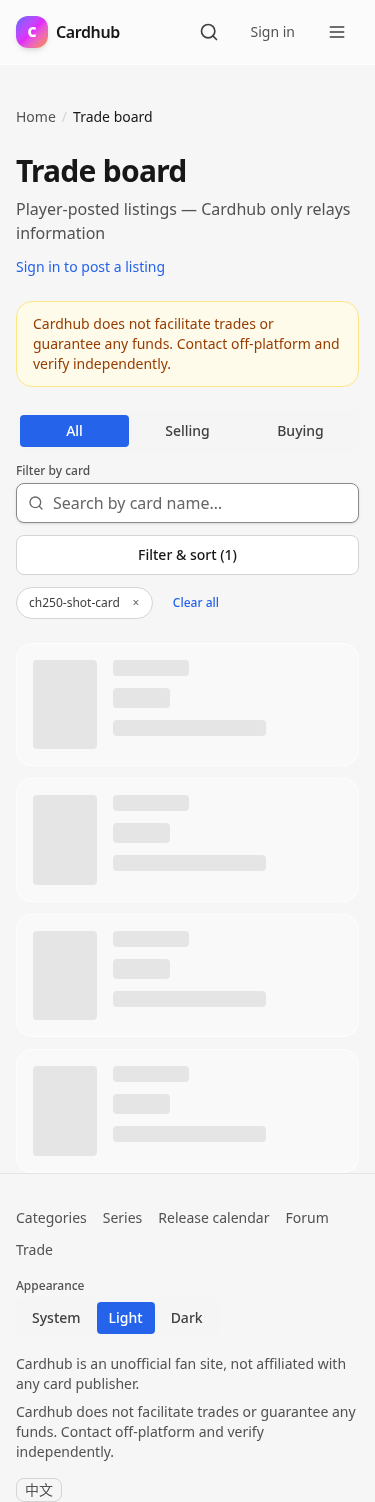 C Cardhub Sign in
Home / Trade board
Trade board
Player-posted listings — Cardhub only relays
information
Sign in to post a listing
Cardhub does not facilitate trades or
guarantee any funds. Contact off-platform and
verify independently.
All Selling Buying
Filter by card
Search by card name...
Filter & sort (1)
ch250-shot-card × Clear all
Categories Series Release calendar Forum
Trade
Appearance
System Light Dark
Cardhub is an unofficial fan site, not affiliated with
any card publisher.
Cardhub does not facilitate trades or guarantee any
funds. Contact off-platform and verify
independently.
中文